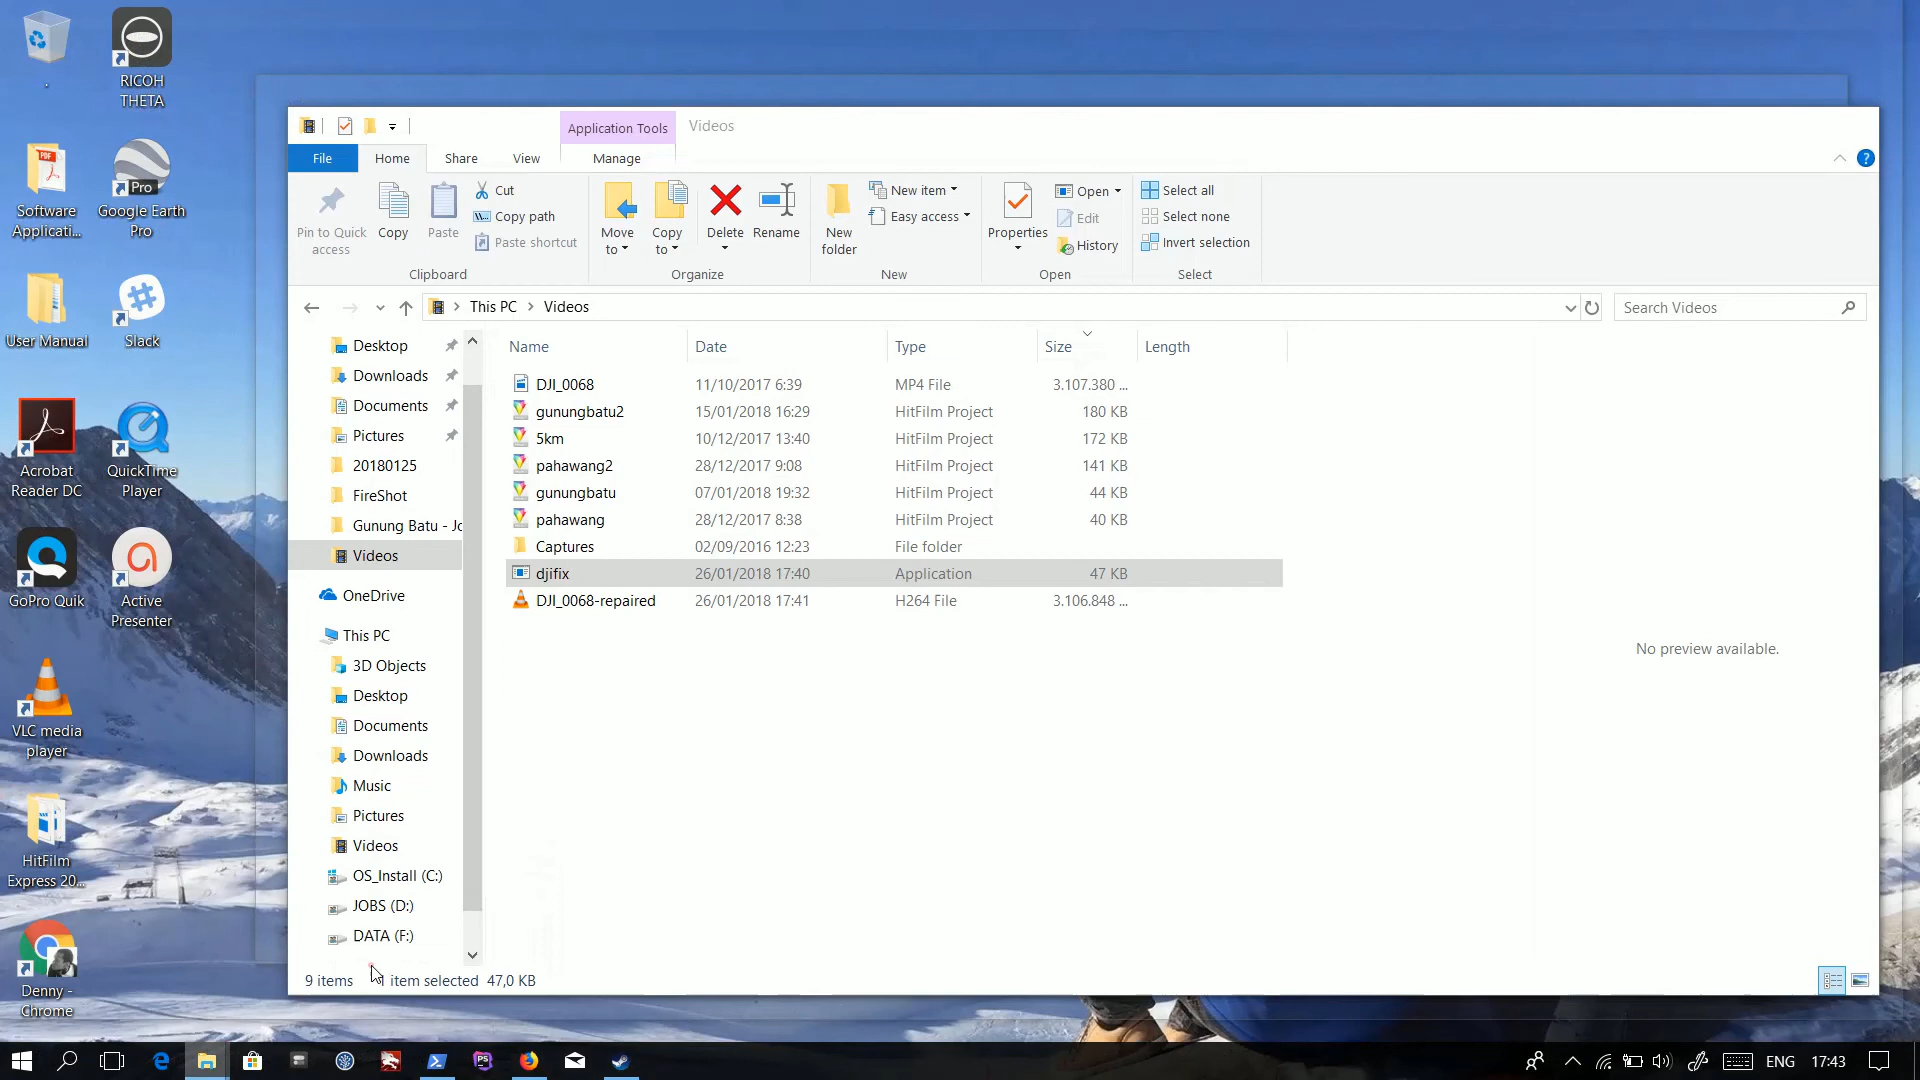 .
RICOH
THETA
Software
Applicati...
Pro
Google Earth
Pro
User Manual
Slack
Acrobat
Reader DC
QuickTime
Player
GoPro Quik
Active
Presenter
VLC media
player
HitFilm
Express 20...
Denny -
Chrome
Application Tools
Videos
File
Home
Share
View
Manage
Pin to Quick
access
Copy
Paste
Cut
Copy path
Paste shortcut
Clipboard
Move
to
Copy
to
Delete
Rename
Organize
New
folder
New item
Easy access
New
Properties
Open
Edit
History
Open
Select all
Select none
Invert selection
Select
This PC > Videos
Search Videos
Desktop
Downloads
Documents
Pictures
20180125
FireShot
Gunung Batu - Jo
Videos
OneDrive
This PC
3D Objects
Desktop
Documents
Downloads
Music
Pictures
Videos
OS_Install (C:)
JOBS (D:)
DATA (F:)
Name Date Type Size Length
DJI_0068 11/10/2017 6:39 MP4 File 3.107.380 ...
gunungbatu2 15/01/2018 16:29 HitFilm Project 180 KB
5km 10/12/2017 13:40 HitFilm Project 172 KB
pahawang2 28/12/2017 9:08 HitFilm Project 141 KB
gunungbatu 07/01/2018 19:32 HitFilm Project 44 KB
pahawang 28/12/2017 8:38 HitFilm Project 40 KB
Captures 02/09/2016 12:23 File folder
djifix 26/01/2018 17:40 Application 47 KB
DJI_0068-repaired 26/01/2018 17:41 H264 File 3.106.848 ...
No preview available.
9 items item selected 47,0 KB
ENG 17:43